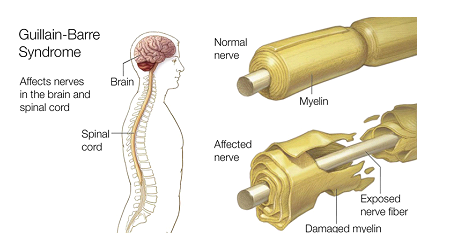 Guillain-Barre
Syndrome
Affects nerves
in the brain and
spinal cord
Brain
Spinal
cord
Normal
nerve
Myelin
Affected
nerve
Exposed
nerve fiber
Damaged myelin